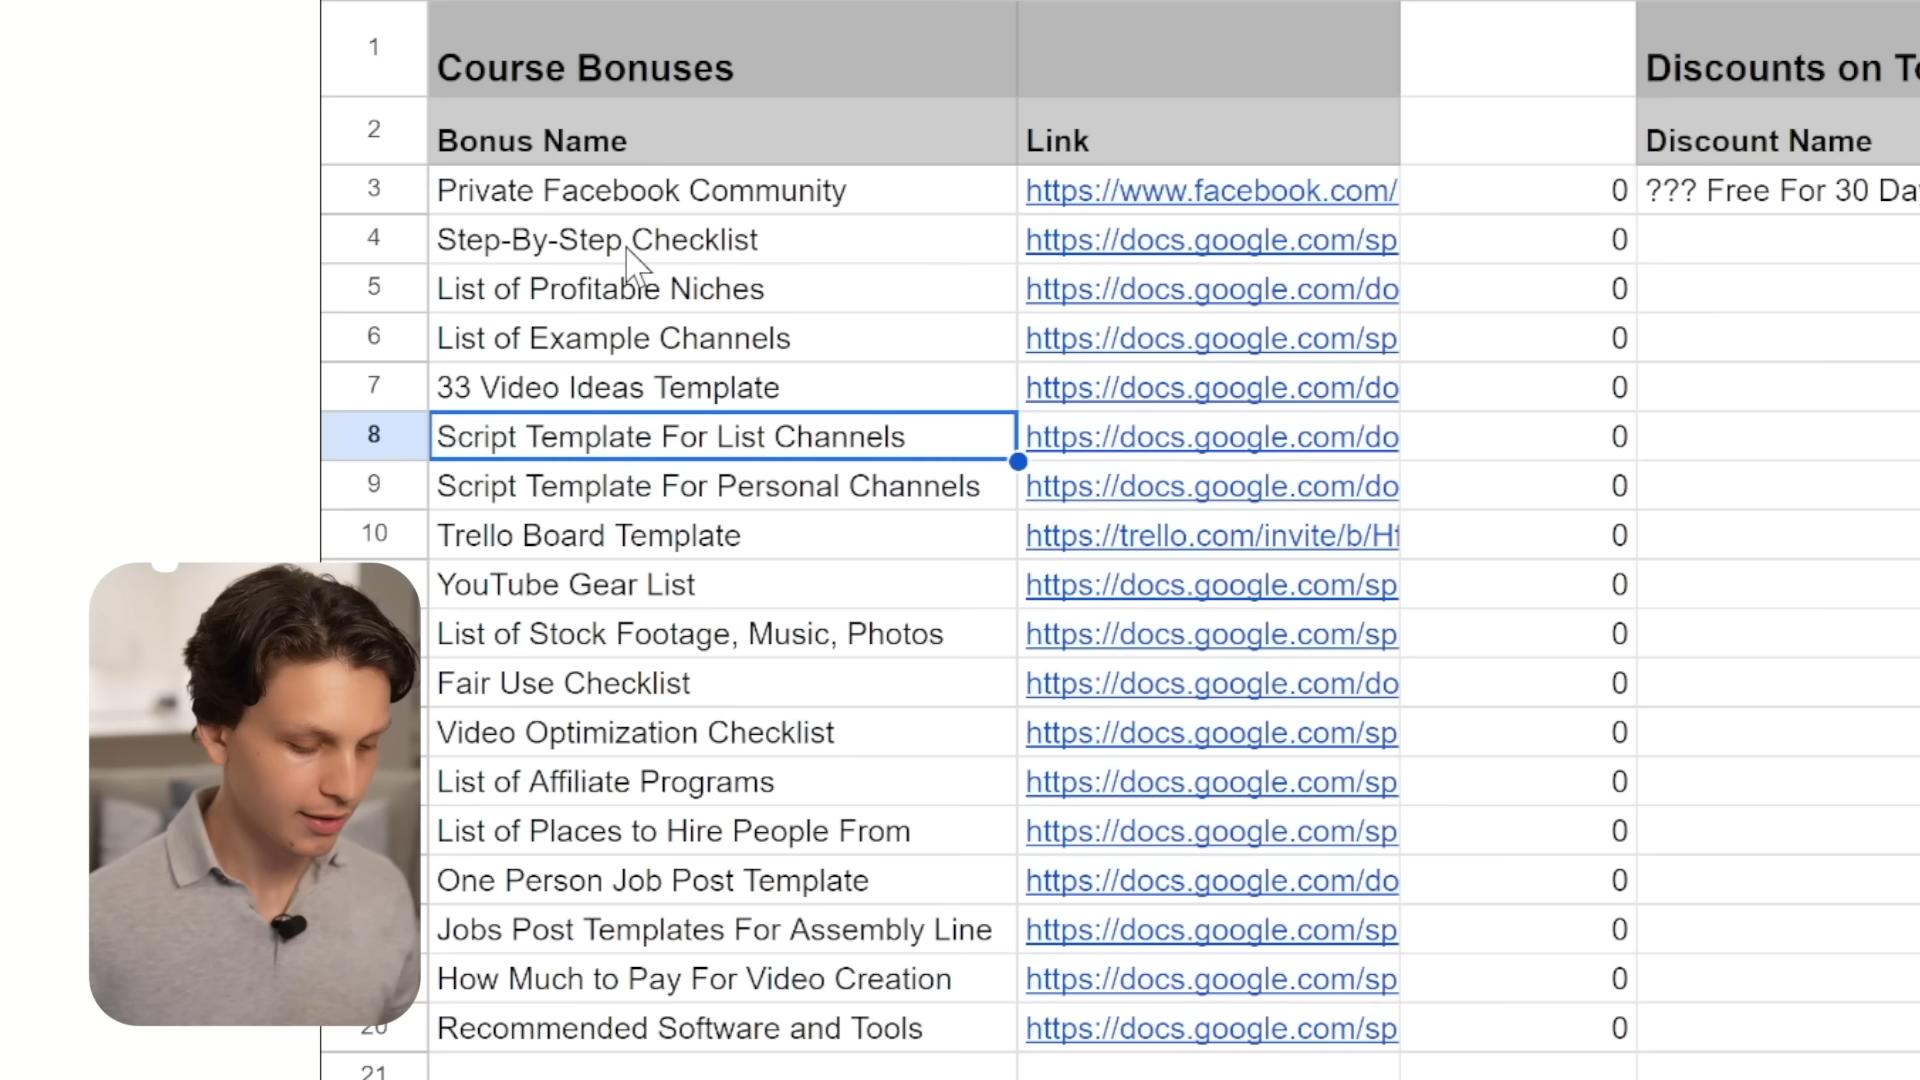 1 Course Bonuses Discounts on To
2 Bonus Name Link Discount Name
3 Private Facebook Community https://www.facebook.com/ 0 ??? Free For 30 Day
4 Step-By-Step Checklist https://docs.google.com/sp 0
5 List of Profitable Niches https://docs.google.com/do 0
6 List of Example Channels https://docs.google.com/sp 0
7 33 Video Ideas Template https://docs.google.com/do 0
8 Script Template For List Channels https://docs.google.com/do 0
9 Script Template For Personal Channels https://docs.google.com/do 0
10 Trello Board Template https://trello.com/invite/b/Hf 0
YouTube Gear List https://docs.google.com/sp 0
List of Stock Footage, Music, Photos https://docs.google.com/sp 0
Fair Use Checklist https://docs.google.com/do 0
Video Optimization Checklist https://docs.google.com/sp 0
List of Affiliate Programs https://docs.google.com/sp 0
List of Places to Hire People From https://docs.google.com/sp 0
One Person Job Post Template https://docs.google.com/do 0
Jobs Post Templates For Assembly Line https://docs.google.com/sp 0
How Much to Pay For Video Creation https://docs.google.com/sp 0
20 Recommended Software and Tools https://docs.google.com/sp 0
21